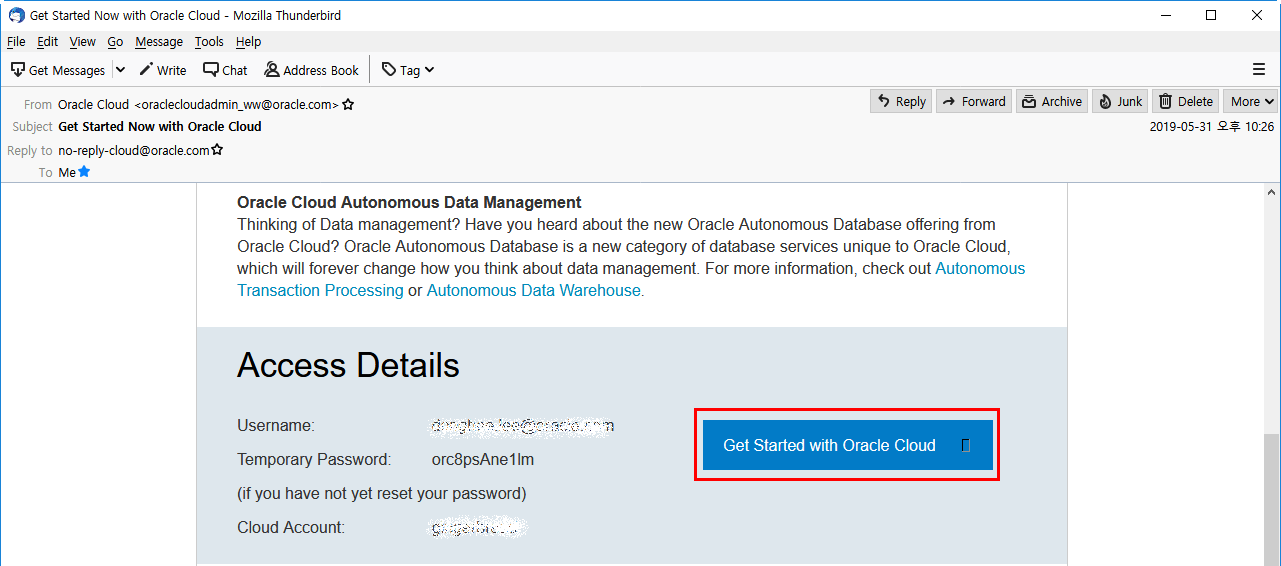 Get Started Now with Oracle Cloud - Mozilla Thunderbird
File Edit View Go Message Tools Help
Get Messages Write Chat Address Book Tag
From Oracle Cloud <oraclecloudadmin_ww@oracle.com>
Reply Forward Archive Junk Delete More
Subject Get Started Now with Oracle Cloud
2019-05-31 오후 10:26
Reply to no-reply-cloud@oracle.com
To Me
Oracle Cloud Autonomous Data Management
Thinking of Data management? Have you heard about the new Oracle Autonomous Database offering from
Oracle Cloud? Oracle Autonomous Database is a new category of database services unique to Oracle Cloud,
which will forever change how you think about data management. For more information, check out Autonomous
Transaction Processing or Autonomous Data Warehouse.
Access Details
Username:
Get Started with Oracle Cloud
Temporary Password: orc8psAne1lm
(if you have not yet reset your password)
Cloud Account: